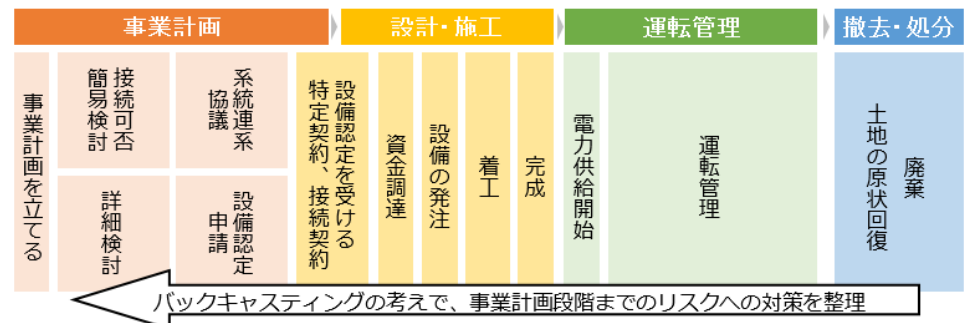 事業計画
設計・施工
運転管理
撤去・処分
事業計画を立てる
接続可否
簡易検討
詳細検討
系統連系
協議
設備認定
申請
設備認定を受ける
特定契約、接続契約
資金調達
設備の発注
着工
完成
電力供給開始
運転管理
廃棄
土地の原状回復
バックキャスティングの考えで、事業計画段階までのリスクへの対策を整理